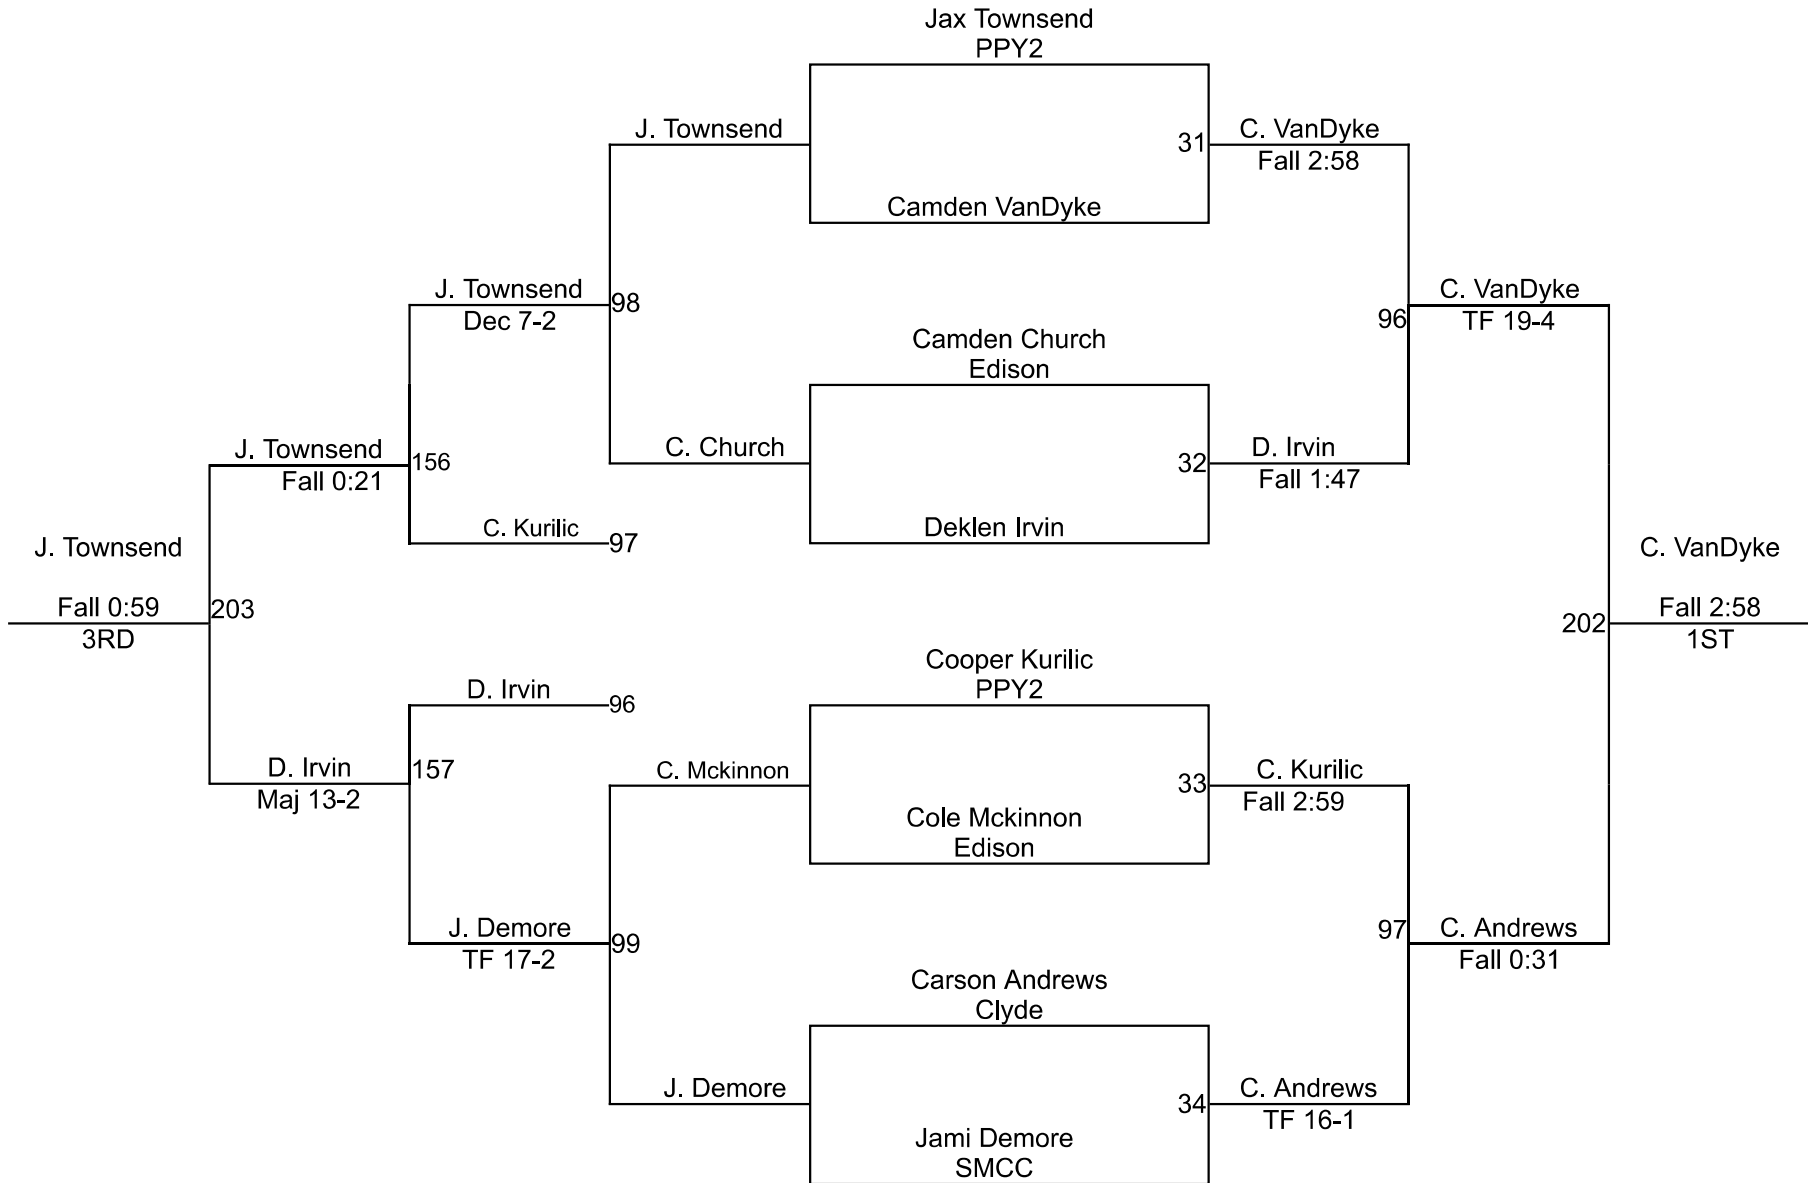 Jax Townsend
PPY2
J. Townsend
31
C. VanDyke
Fall 2:58
Camden VanDyke
J. Townsend
Dec 7-2
98
C. VanDyke
TF 19-4
96
Camden Church
Edison
J. Townsend
Fall 0:21
156
C. Church
32
D. Irvin
Fall 1:47
C. Kurilic
97
Deklen Irvin
J. Townsend
Fall 0:59
3RD
203
C. VanDyke
Fall 2:58
1ST
202
Cooper Kurilic
PPY2
D. Irvin
96
D. Irvin
Maj 13-2
157
C. Mckinnon
33
C. Kurilic
Fall 2:59
Cole Mckinnon
Edison
J. Demore
TF 17-2
99
97
C. Andrews
Fall 0:31
Carson Andrews
Clyde
J. Demore
34
C. Andrews
TF 16-1
Jami Demore
SMCC